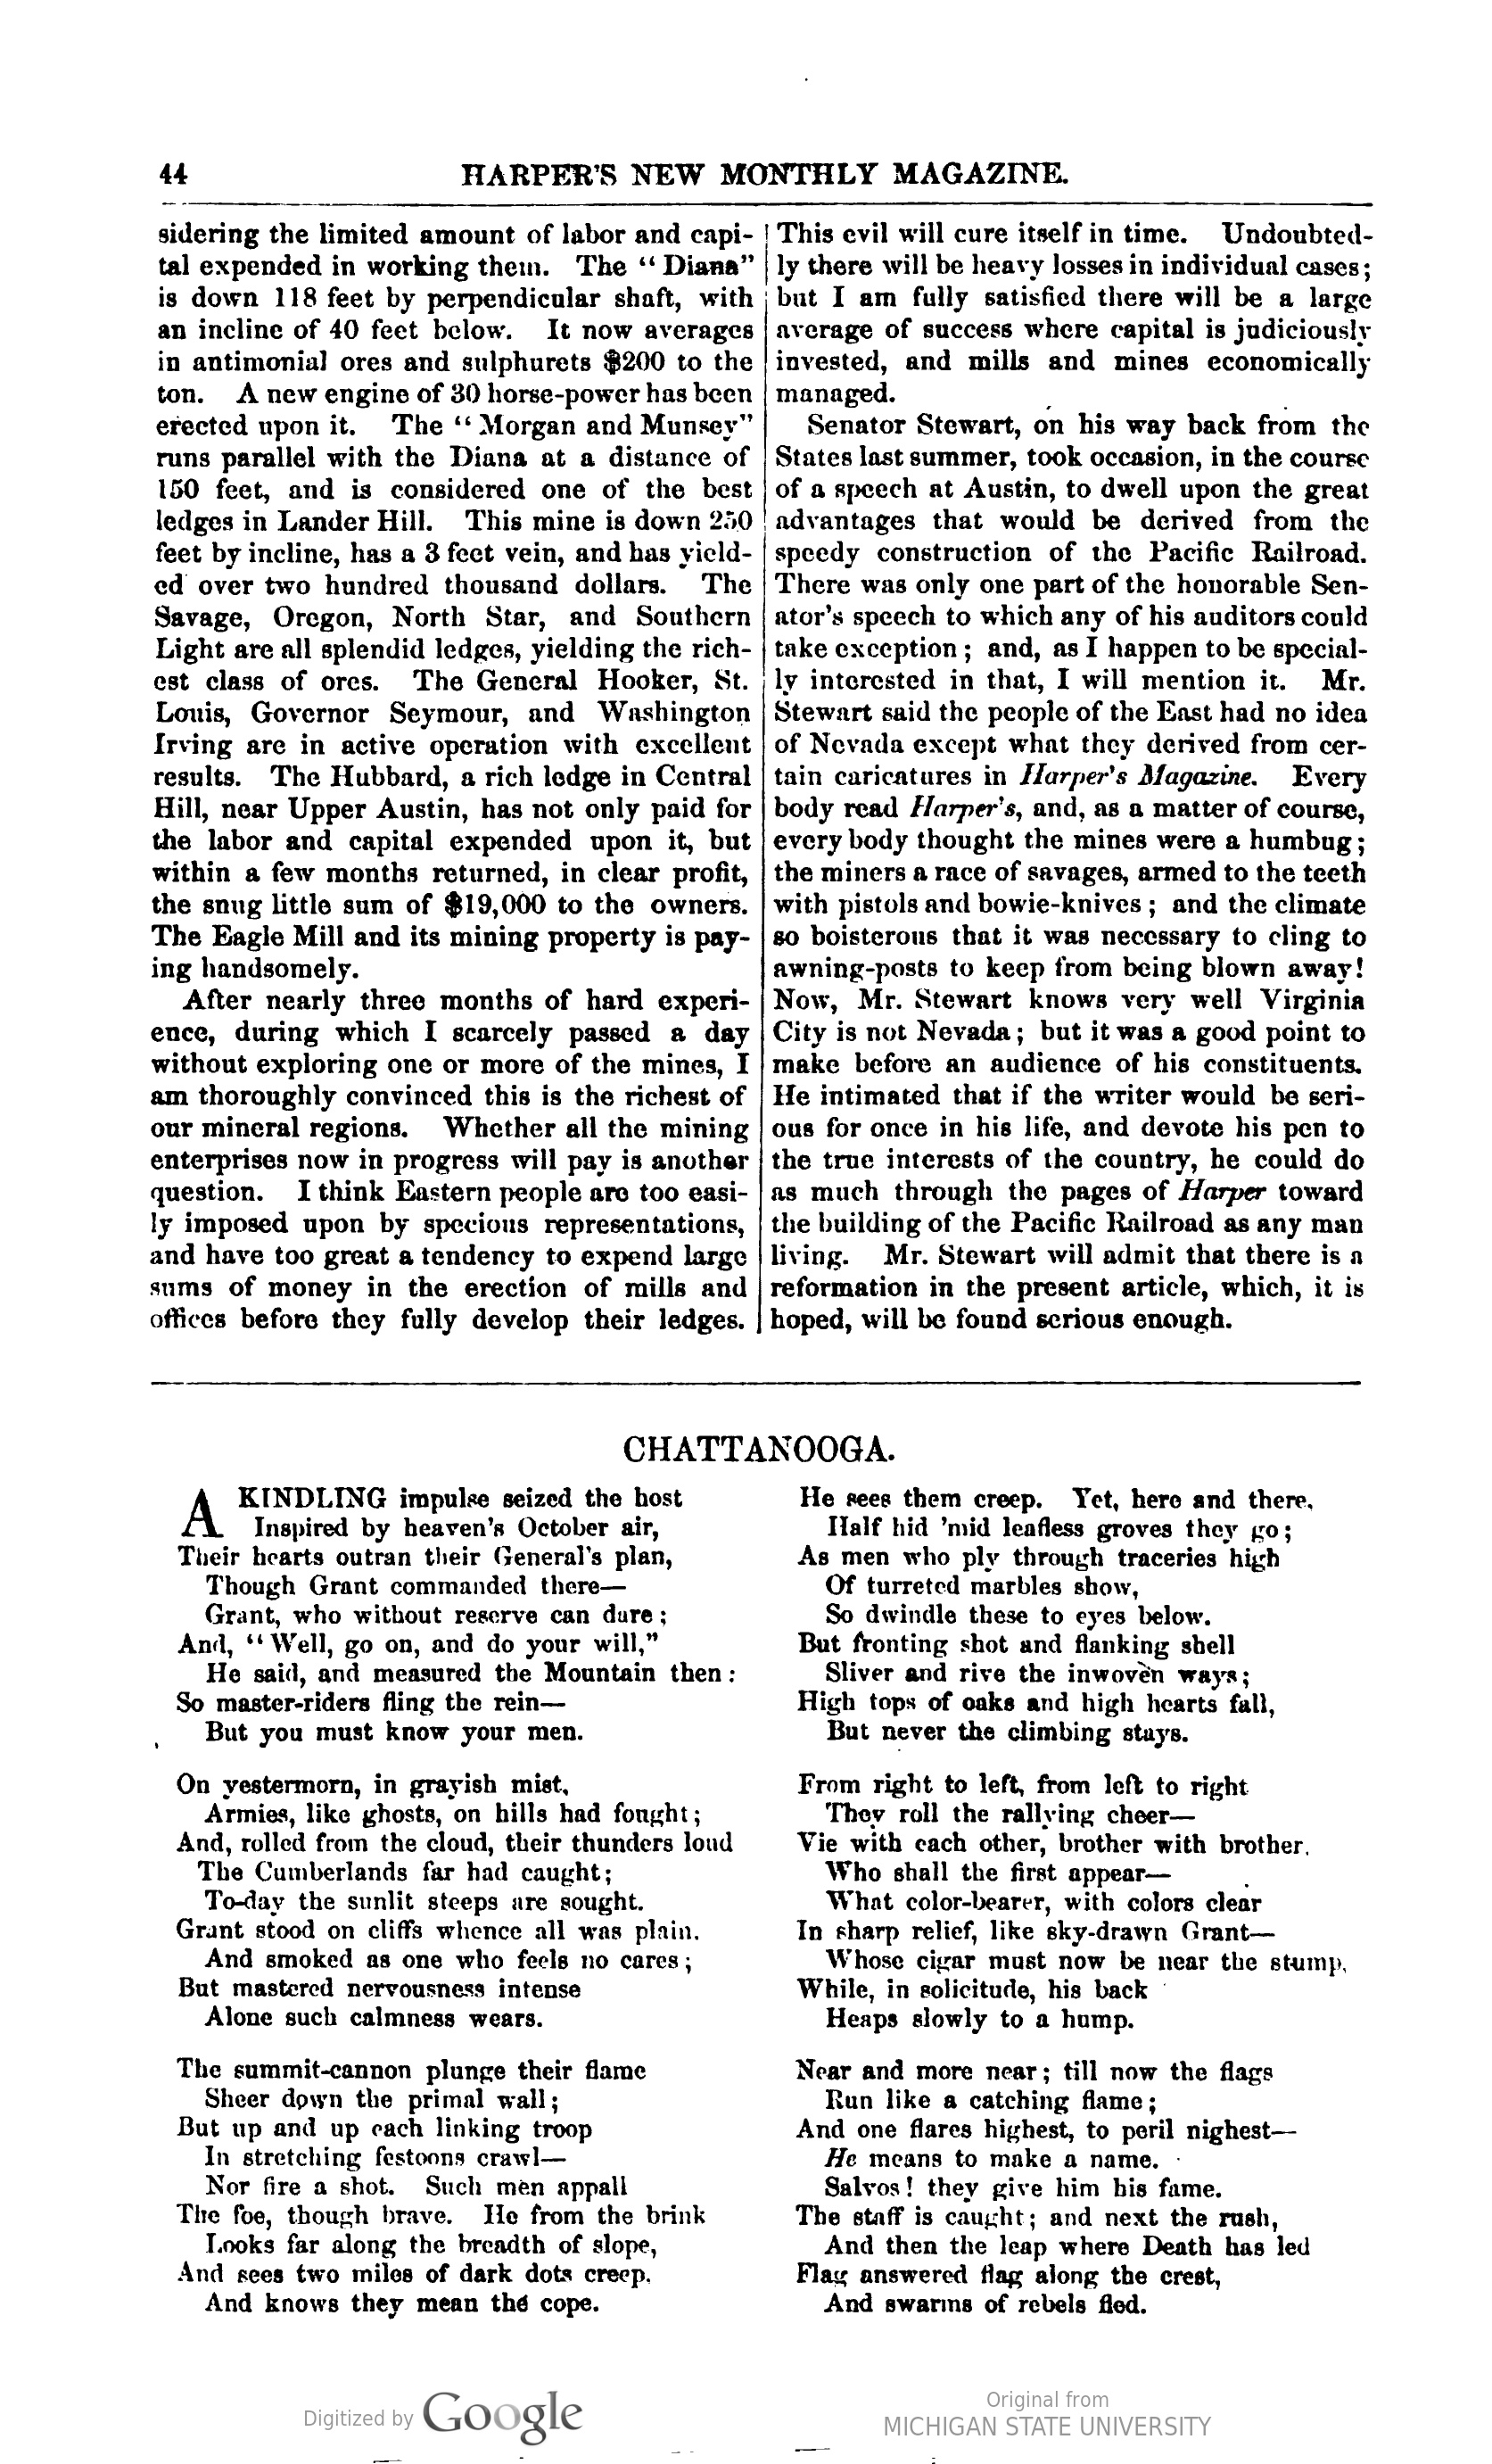 44
HARPER'S NEW MONTHLY MAGAZINE.
sidering the limited amount of labor and capi-
tal expended in working them. The "Diana"
is down 118 feet by perpendicular shaft, with
an incline of 40 feet below. It now averages
in antimonial ores and sulphurets $200 to the
ton. A new engine of 30 horse-power has been
erected upon it. The "Morgan and Munsey"
runs parallel with the Diana at a distance of
150 feet, and is considered one of the best
ledges in Lander Hill. This mine is down 250
feet by incline, has a 3 feet vein, and has yield-
ed over two hundred thousand dollars. The
Savage, Oregon, North Star, and Southern
Light are all splendid ledges, yielding the rich-
est class of ores. The General Hooker, St.
Louis, Governor Seymour, and Washington
Irving are in active operation with excellent
results. The Hubbard, a rich ledge in Central
Hill, near Upper Austin, has not only paid for
the labor and capital expended upon it, but
within a few months returned, in clear profit,
the snug little sum of $19,000 to the owners.
The Eagle Mill and its mining property is pay-
ing handsomely.
After nearly three months of hard experi-
ence, during which I scarcely passed a day
without exploring one or more of the mines, I
am thoroughly convinced this is the richest of
our mineral regions. Whether all the mining
enterprises now in progress will pay is another
question. I think Eastern people are too easi-
ly imposed upon by specious representations,
and have too great a tendency to expend large
sums of money in the erection of mills and
offices before they fully develop their ledges.
This evil will cure itself in time. Undoubted-
ly there will be heavy losses in individual cases;
but I am fully satisfied there will be a large
average of success where capital is judiciously
invested, and mills and mines economically
managed.
Senator Stewart, on his way back from the
States last summer, took occasion, in the course
of a speech at Austin, to dwell upon the great
advantages that would be derived from the
speedy construction of the Pacific Railroad.
There was only one part of the honorable Sen-
ator's speech to which any of his auditors could
take exception; and, as I happen to be special-
ly interested in that, I will mention it. Mr.
Stewart said the people of the East had no idea
of Nevada except what they derived from cer-
tain caricatures in Harper's Magazine. Every
body read Harper's, and, as a matter of course,
every body thought the mines were a humbug;
the miners a race of savages, armed to the teeth
with pistols and bowie-knives; and the climate
so boisterous that it was necessary to cling to
awning-posts to keep from being blown away!
Now, Mr. Stewart knows very well Virginia
City is not Nevada; but it was a good point to
make before an audience of his constituents.
He intimated that if the writer would be seri-
ous for once in his life, and devote his pen to
the true interests of the country, he could do
as much through the pages of Harper toward
the building of the Pacific Railroad as any man
living. Mr. Stewart will admit that there is a
reformation in the present article, which, it is
hoped, will be found serious enough.
CHATTANOOGA.
A KINDLING impulse seized the host
Inspired by heaven's October air,
Their hearts outran their General's plan,
Though Grant commanded there—
Grant, who without reserve can dare;
And, "Well, go on, and do your will,"
He said, and measured the Mountain then:
So master-riders fling the rein—
But you must know your men.
On yestermorn, in grayish mist,
Armies, like ghosts, on hills had fought;
And, rolled from the cloud, their thunders loud
The Cumberlands far had caught;
To-day the sunlit steeps are sought.
Grant stood on cliffs whence all was plain,
And smoked as one who feels no cares;
But mastered nervousness intense
Alone such calmness wears.
The summit-cannon plunge their flame
Sheer down the primal wall;
But up and up each linking troop
In stretching festoons crawl—
Nor fire a shot. Such men appall
The foe, though brave. He from the brink
Looks far along the breadth of slope,
And sees two miles of dark dots creep,
And knows they mean the cope.
He sees them creep. Yet, here and there,
Half hid 'mid leafless groves they go;
As men who ply through traceries high
Of turreted marbles show,
So dwindle these to eyes below.
But fronting shot and flanking shell
Sliver and rive the inwoven ways;
High tops of oaks and high hearts fall,
But never the climbing stays.
From right to left, from left to right
They roll the rallying cheer—
Vie with each other, brother with brother,
Who shall the first appear—
What color-bearer, with colors clear
In sharp relief, like sky-drawn Grant—
Whose cigar must now be near the stump,
While, in solicitude, his back
Heaps slowly to a hump.
Near and more near; till now the flags
Run like a catching flame;
And one flares highest, to peril nighest—
He means to make a name.
Salvos! they give him his fame.
The staff is caught; and next the rush,
And then the leap where Death has led
Flag answered flag along the crest,
And swarms of rebels fled.
Digitized by Google
Original from
MICHIGAN STATE UNIVERSITY